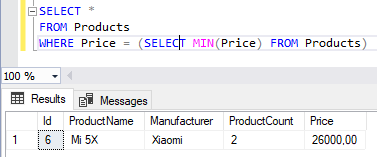 SELECT *
FROM Products
WHERE Price = (SELECT MIN(Price) FROM Products)
100 %
Results Messages
Id ProductName Manufacturer ProductCount Price
1 6 Mi 5X Xiaomi 2 26000,00